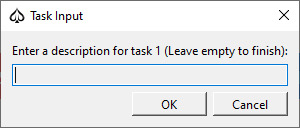 Task Input
Enter a description for task 1 (Leave empty to finish):
OK
Cancel